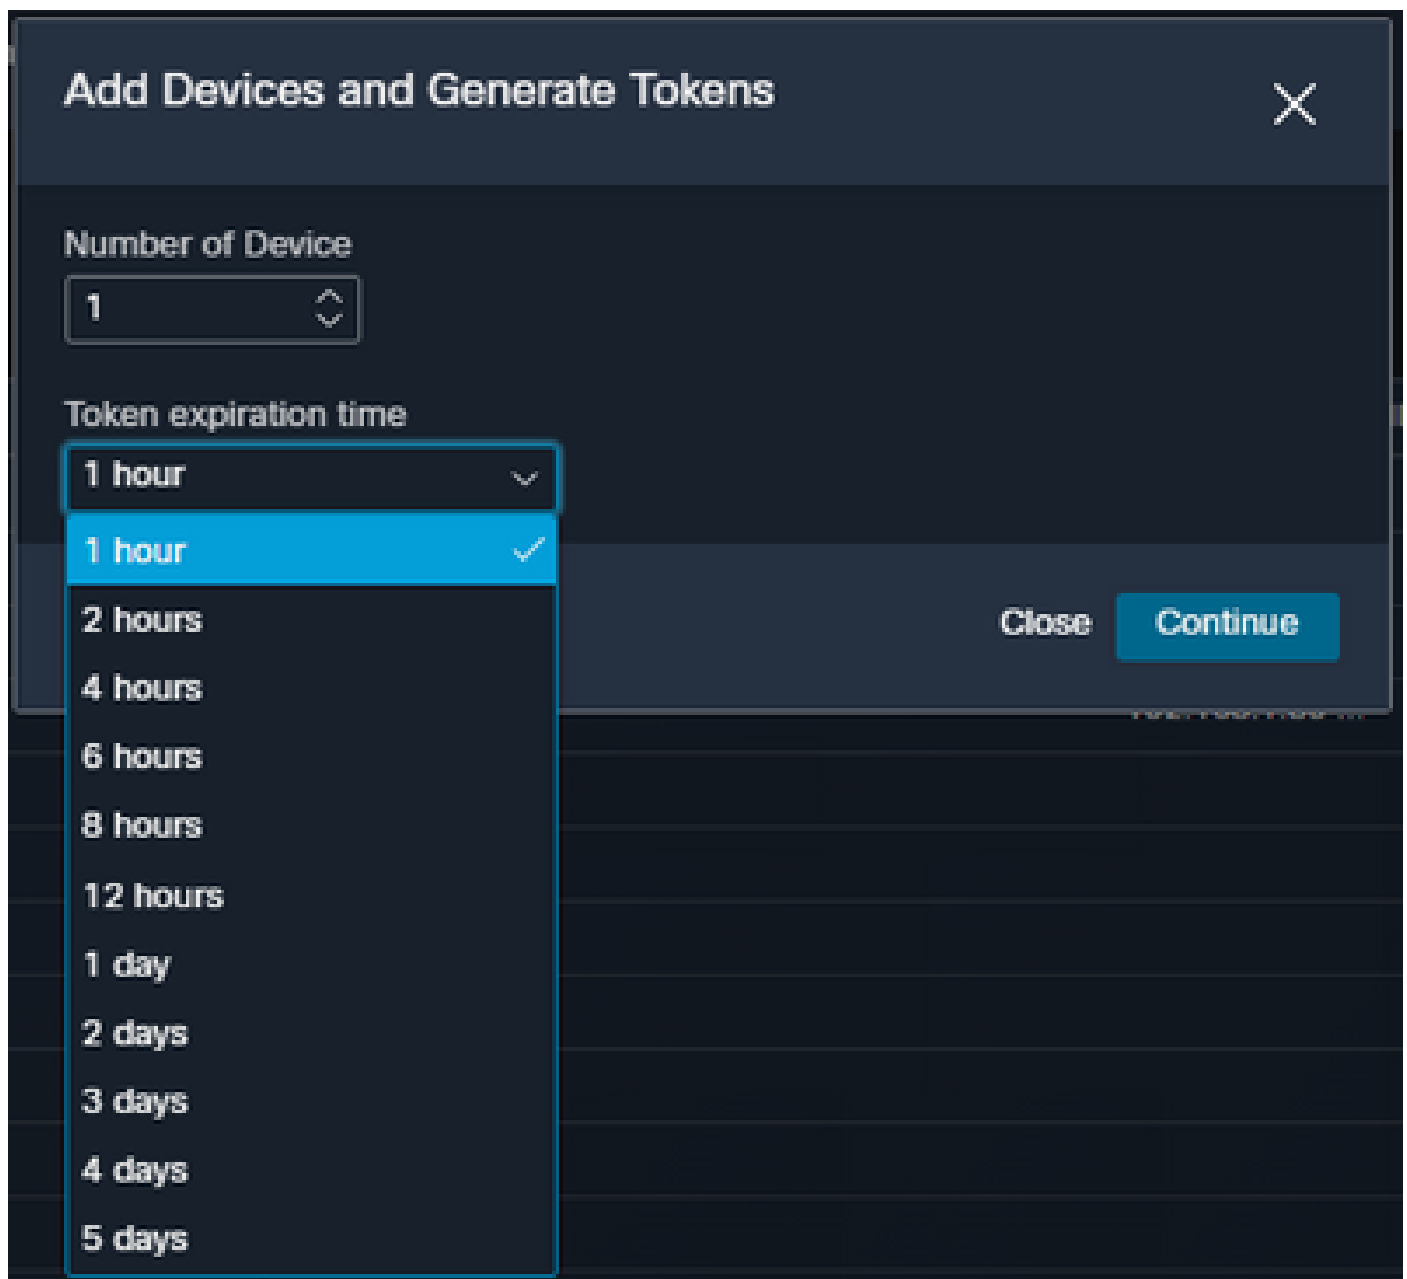 Add Devices and Generate Tokens
Number of Device
1
Token expiration time
1 hour
1 hour
2 hours
4 hours
6 hours
8 hours
12 hours
1 day
2 days
3 days
4 days
5 days
Close
Continue